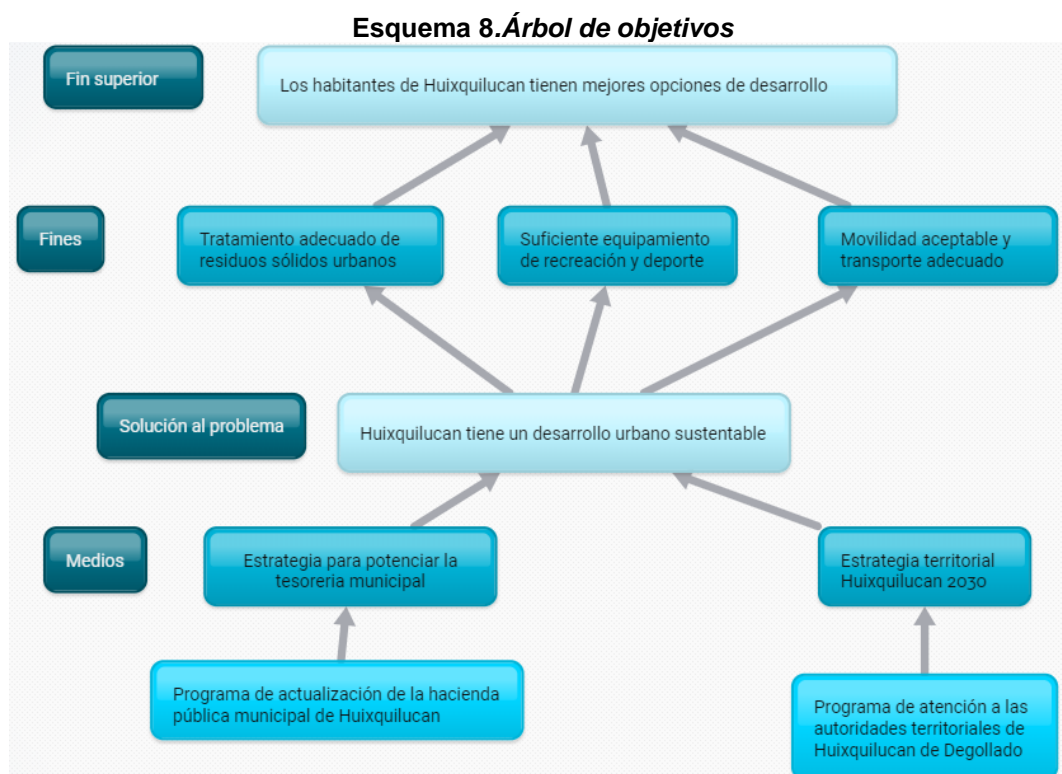 Esquema 8.Árbol de objetivos
Fin superior
Los habitantes de Huixquilucan tienen mejores opciones de desarrollo
Fines
Tratamiento adecuado de
residuos sólidos urbanos
Suficiente equipamiento
de recreación y deporte
Movilidad aceptable y
transporte adecuado
Solución al problema
Huixquilucan tiene un desarrollo urbano sustentable
Medios
Estrategia para potenciar la
tesoreria municipal
Estrategia territorial
Huixquilucan 2030
Programa de actualización de la hacienda
pública municipal de Huixquilucan
Programa de atención a las
autoridades territoriales de
Huixquilucan de Degollado